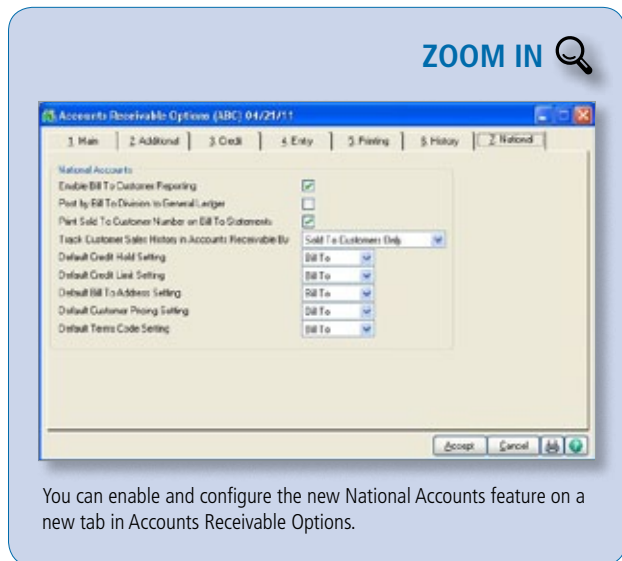 ZOOM IN
Accounts Receivable Options (ABC) 04/21/11
1. Main 2. Additional 3. Credit 4. Entry 5. Printing 6. History 7. National
National Accounts
Enable Bill To Customer Reporting
Post by Bill To Division to General Ledger
Print Sold To Customer Number on Bill To Statements
Track Customer Sales History in Accounts Receivable By Sold To Customers Only
Default Credit Hold Setting Bill To
Default Credit Limit Setting Bill To
Default Bill To Address Setting Bill To
Default Customer Pricing Setting Bill To
Default Terms Code Setting Bill To
Accept Cancel
You can enable and configure the new National Accounts feature on a
new tab in Accounts Receivable Options.